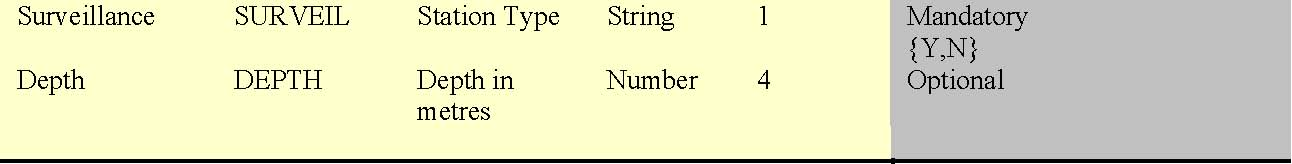 Surveillance SURVEIL Station Type String 1 Mandatory
{Y,N}
Depth DEPTH Depth in Number 4 Optional
metres